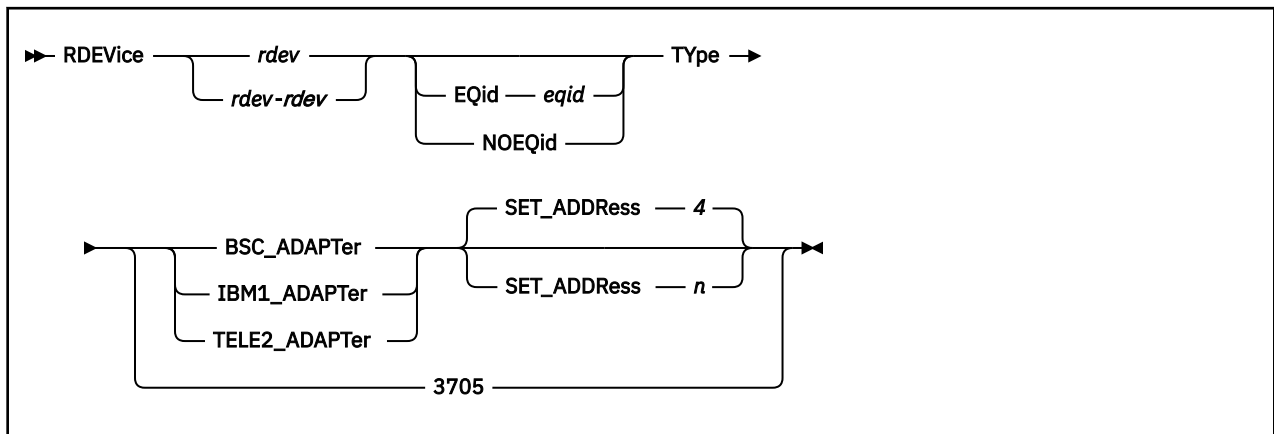 RDEVice rdev TYpe
rdev-rdev EQid eqid
NOEQid
SET_ADDRess 4
BSC_ADAPTer
IBM1_ADAPTer SET_ADDRess n
TELE2_ADAPTer
3705